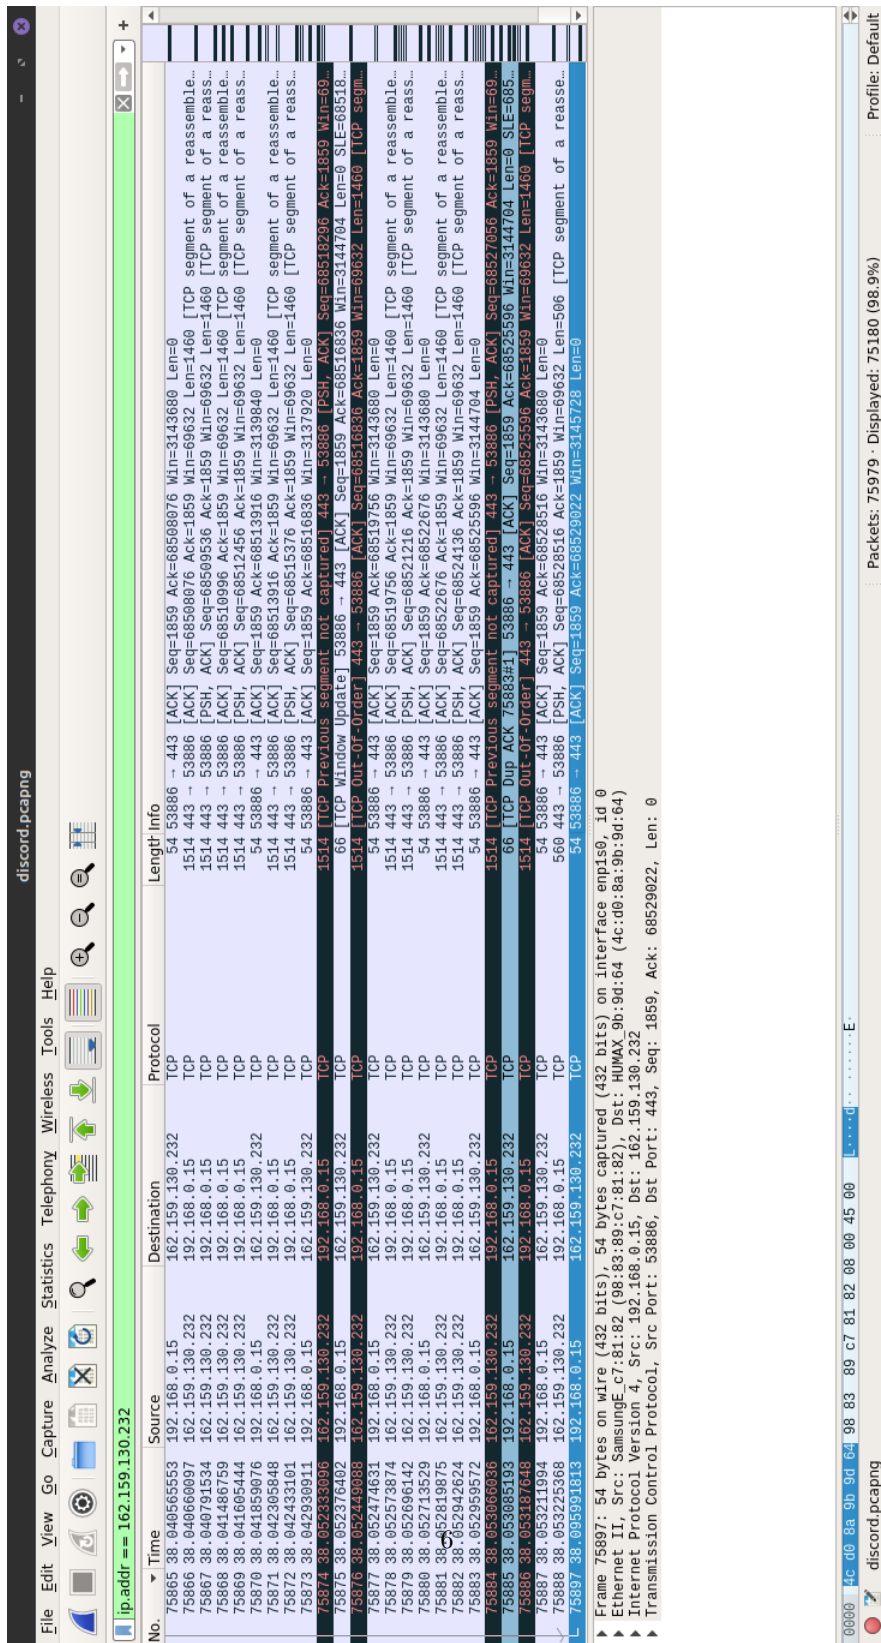 discord.pcapng
File Edit View Go Capture Analyze Statistics Telephony Wireless Tools Help
ip.addr == 162.159.130.232
No. Time Source Destination Protocol Length Info
75865 38.040565553 192.168.0.15 162.159.130.232 TCP 54 53886 → 443 [ACK] Seq=1859 Ack=68508076 Win=3143680 Len=0
75866 38.040660097 162.159.130.232 192.168.0.15 TCP 1514 443 → 53886 [ACK] Seq=68508076 Ack=1859 Win=69632 Len=1460 [TCP segment of a reassemble…
75867 38.040791534 162.159.130.232 192.168.0.15 TCP 1514 443 → 53886 [PSH, ACK] Seq=68509536 Ack=1859 Win=69632 Len=1460 [TCP segment of a reass…
75868 38.041486759 162.159.130.232 192.168.0.15 TCP 1514 443 → 53886 [ACK] Seq=68510996 Ack=1859 Win=69632 Len=1460 [TCP segment of a reassemble…
75869 38.041605444 162.159.130.232 192.168.0.15 TCP 1514 443 → 53886 [PSH, ACK] Seq=68512456 Ack=1859 Win=69632 Len=1460 [TCP segment of a reass…
75870 38.041859076 192.168.0.15 162.159.130.232 TCP 54 53886 → 443 [ACK] Seq=1859 Ack=68513916 Win=3139840 Len=0
75871 38.042305848 162.159.130.232 192.168.0.15 TCP 1514 443 → 53886 [ACK] Seq=68513916 Ack=1859 Win=69632 Len=1460 [TCP segment of a reassemble…
75872 38.042433101 162.159.130.232 192.168.0.15 TCP 1514 443 → 53886 [PSH, ACK] Seq=68515376 Ack=1859 Win=69632 Len=1460 [TCP segment of a reass…
75873 38.042930911 192.168.0.15 162.159.130.232 TCP 54 53886 → 443 [ACK] Seq=1859 Ack=68516836 Win=3137920 Len=0
75874 38.052333096 162.159.130.232 192.168.0.15 TCP 1514 [TCP Previous segment not captured] 443 → 53886 [PSH, ACK] Seq=68518296 Ack=1859 Win=69…
75875 38.052376402 192.168.0.15 162.159.130.232 TCP 66 [TCP Window Update] 53886 → 443 [ACK] Seq=1859 Ack=68516836 Win=3144704 Len=0 SLE=68518…
75876 38.052449088 162.159.130.232 192.168.0.15 TCP 1514 [TCP Out-Of-Order] 443 → 53886 [ACK] Seq=68516836 Ack=1859 Win=69632 Len=1460 [TCP segm…
75877 38.052474631 192.168.0.15 162.159.130.232 TCP 54 53886 → 443 [ACK] Seq=1859 Ack=68519756 Win=3143680 Len=0
75878 38.052573874 162.159.130.232 192.168.0.15 TCP 1514 443 → 53886 [ACK] Seq=68519756 Ack=1859 Win=69632 Len=1460 [TCP segment of a reassemble…
75879 38.052696142 162.159.130.232 192.168.0.15 TCP 1514 443 → 53886 [PSH, ACK] Seq=68521216 Ack=1859 Win=69632 Len=1460 [TCP segment of a reass…
75880 38.052713529 192.168.0.15 162.159.130.232 TCP 54 53886 → 443 [ACK] Seq=1859 Ack=68522676 Win=3143680 Len=0
75881 38.052819875 162.159.130.232 192.168.0.15 TCP 1514 443 → 53886 [ACK] Seq=68522676 Ack=1859 Win=69632 Len=1460 [TCP segment of a reassemble…
75882 38.052942624 162.159.130.232 192.168.0.15 TCP 1514 443 → 53886 [PSH, ACK] Seq=68524136 Ack=1859 Win=69632 Len=1460 [TCP segment of a reass…
75883 38.052959572 192.168.0.15 162.159.130.232 TCP 54 53886 → 443 [ACK] Seq=1859 Ack=68525596 Win=3144704 Len=0
75884 38.053066036 162.159.130.232 192.168.0.15 TCP 1514 [TCP Previous segment not captured] 443 → 53886 [PSH, ACK] Seq=68527056 Ack=1859 Win=69…
75885 38.053085193 192.168.0.15 162.159.130.232 TCP 66 [TCP Dup ACK 75883#1] 53886 → 443 [ACK] Seq=1859 Ack=68525596 Win=3144704 Len=0 SLE=685…
75886 38.053187648 162.159.130.232 192.168.0.15 TCP 1514 [TCP Out-Of-Order] 443 → 53886 [ACK] Seq=68525596 Ack=1859 Win=69632 Len=1460 [TCP segm…
75887 38.053211994 192.168.0.15 162.159.130.232 TCP 54 53886 → 443 [ACK] Seq=1859 Ack=68528516 Win=3143680 Len=0
75888 38.053225368 162.159.130.232 192.168.0.15 TCP 560 443 → 53886 [PSH, ACK] Seq=68528516 Ack=1859 Win=69632 Len=506 [TCP segment of a reasse…
75897 38.095991813 192.168.0.15 162.159.130.232 TCP 54 53886 → 443 [ACK] Seq=1859 Ack=68529022 Win=3145728 Len=0
Frame 75897: 54 bytes on wire (432 bits), 54 bytes captured (432 bits) on interface enp1s0, id 0
Ethernet II, Src: SamsungE_c7:81:82 (98:83:89:c7:81:82), Dst: HUMAX_9b:9d:64 (4c:d0:8a:9b:9d:64)
Internet Protocol Version 4, Src: 192.168.0.15, Dst: 162.159.130.232
Transmission Control Protocol, Src Port: 53886, Dst Port: 443, Seq: 1859, Ack: 68529022, Len: 0
0000 4c d0 8a 9b 9d 64 98 83 89 c7 81 82 08 00 45 00 L····d·· ······E·
discord.pcapng Packets: 75979 · Displayed: 75180 (98.9%) Profile: Default
6